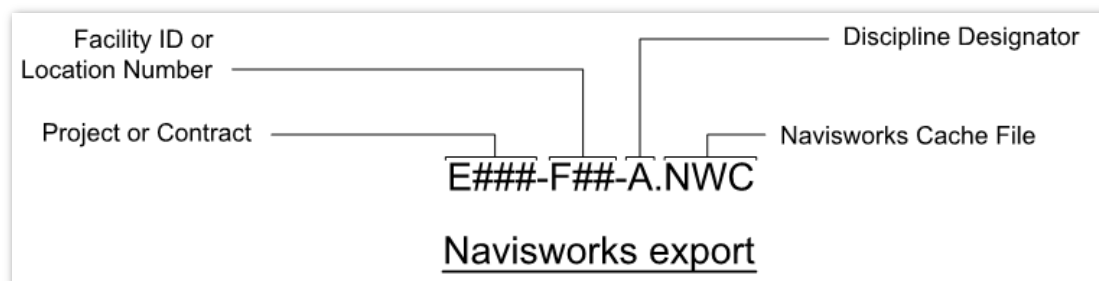 Facility ID or
Location Number
Discipline Designator
Project or Contract
Navisworks Cache File
E###-F##-A.NWC
Navisworks export